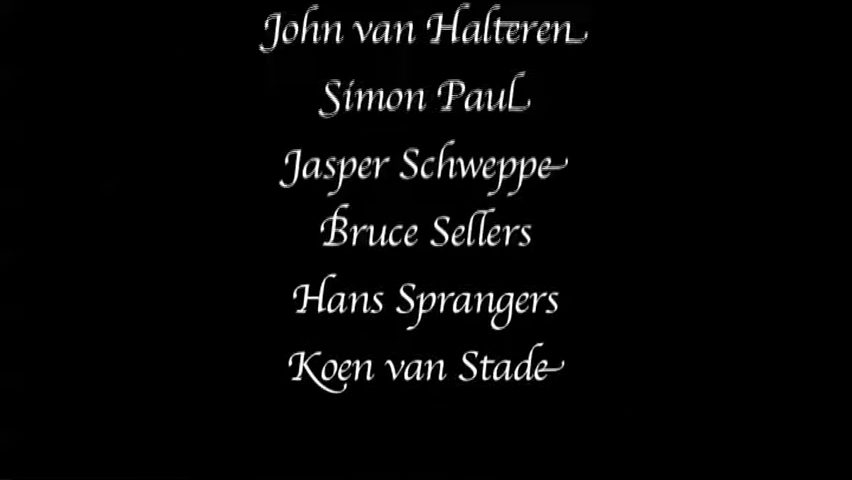 John van Halteren
Simon Paul
Jasper Schweppe
Bruce Sellers
Hans Sprangers
Koen van Stade